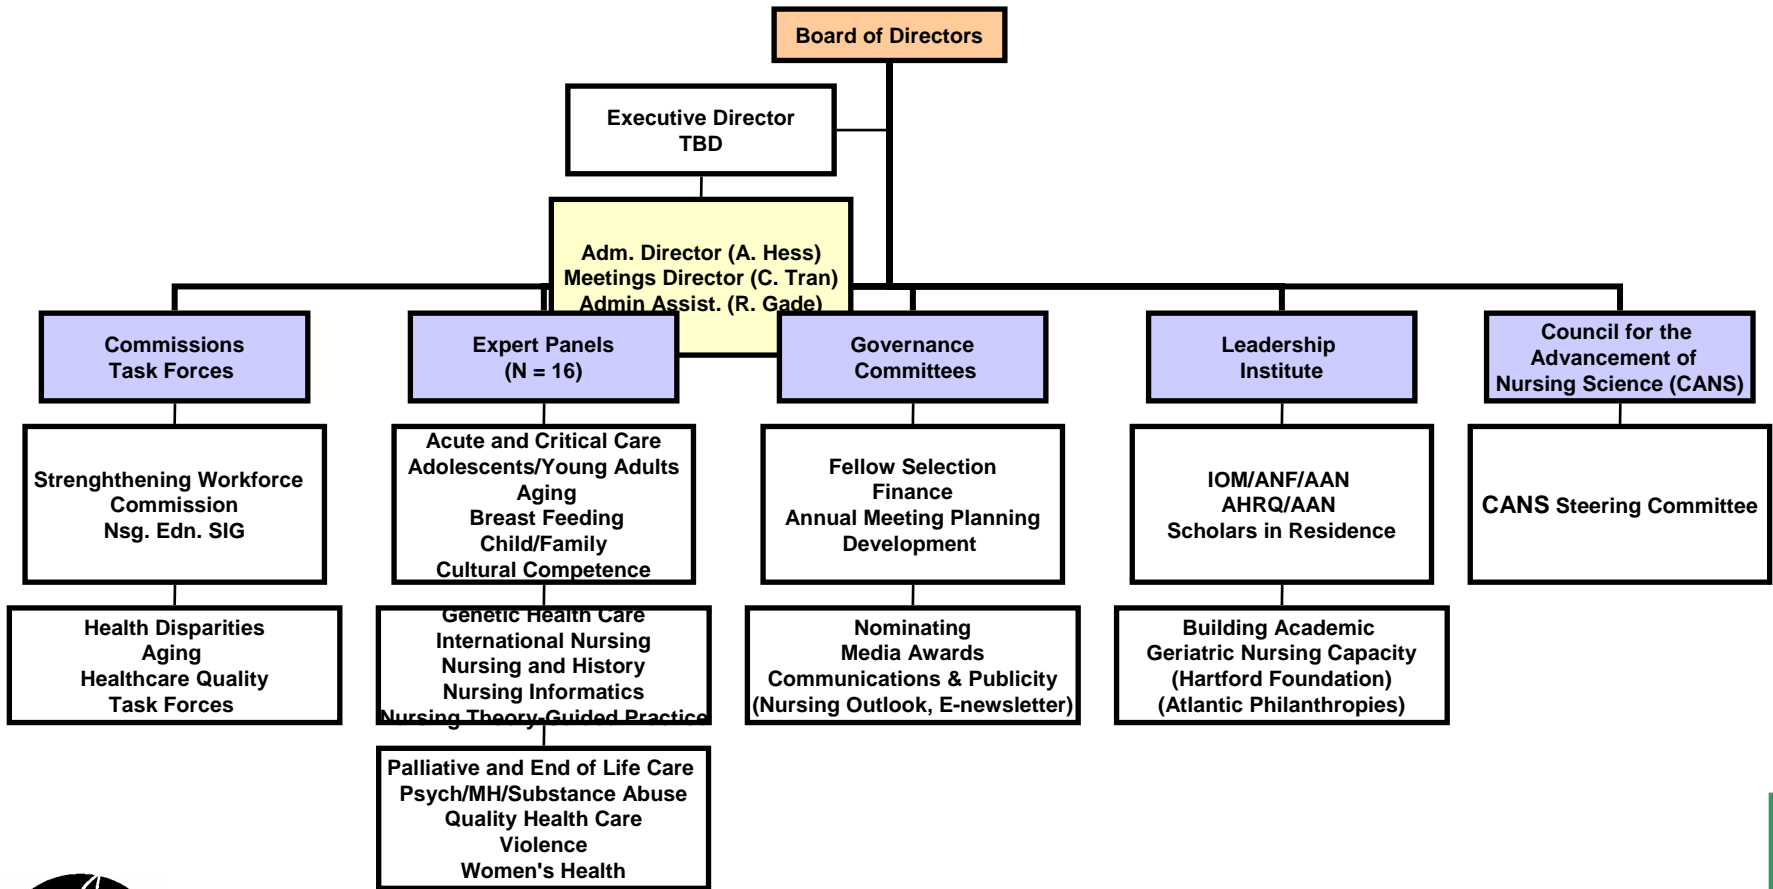 Board of Directors
Executive Director
TBD
Adm. Director (A. Hess)
Meetings Director (C. Tran)
Admin Assist. (R. Gade)
Commissions
Task Forces
Expert Panels
(N = 16)
Governance
Committees
Leadership
Institute
Council for the
Advancement of
Nursing Science (CANS)
Strenghthening Workforce
Commission
Nsg. Edn. SIG
Acute and Critical Care
Adolescents/Young Adults
Aging
Breast Feeding
Child/Family
Cultural Competence
Fellow Selection
Finance
Annual Meeting Planning
Development
IOM/ANF/AAN
AHRQ/AAN
Scholars in Residence
CANS Steering Committee
Health Disparities
Aging
Healthcare Quality
Task Forces
Genetic Health Care
International Nursing
Nursing and History
Nursing Informatics
Nursing Theory-Guided Practice
Nominating
Media Awards
Communications & Publicity
(Nursing Outlook, E-newsletter)
Building Academic
Geriatric Nursing Capacity
(Hartford Foundation)
(Atlantic Philanthropies)
Palliative and End of Life Care
Psych/MH/Substance Abuse
Quality Health Care
Violence
Women's Health